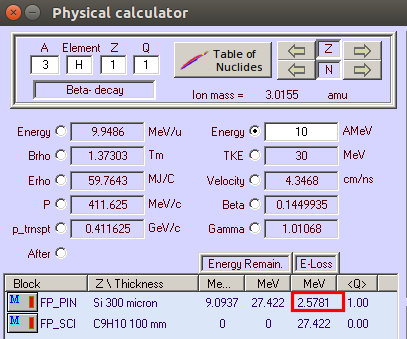 Physical calculator
A Element Z Q
3 H 1 1
Beta- decay
Table of Nuclides
Z
N
Ion mass = 3.0155 amu
Energy 9.9486 MeV/u
Energy 10 AMeV
Brho 1.37303 Tm
TKE 30 MeV
Erho 59.7643 MJ/C
Velocity 4.3468 cm/ns
P 411.625 MeV/c
Beta 0.1449935
p_trnspt 0.411625 GeV/c
Gamma 1.01068
After
Energy Remain. E-Loss
Block Z \ Thickness Me... MeV MeV <Q>
M FP_PIN Si 300 micron 9.0937 27.422 2.5781 1.00
M FP_SCI C9H10 100 mm 0 0 27.422 0.00